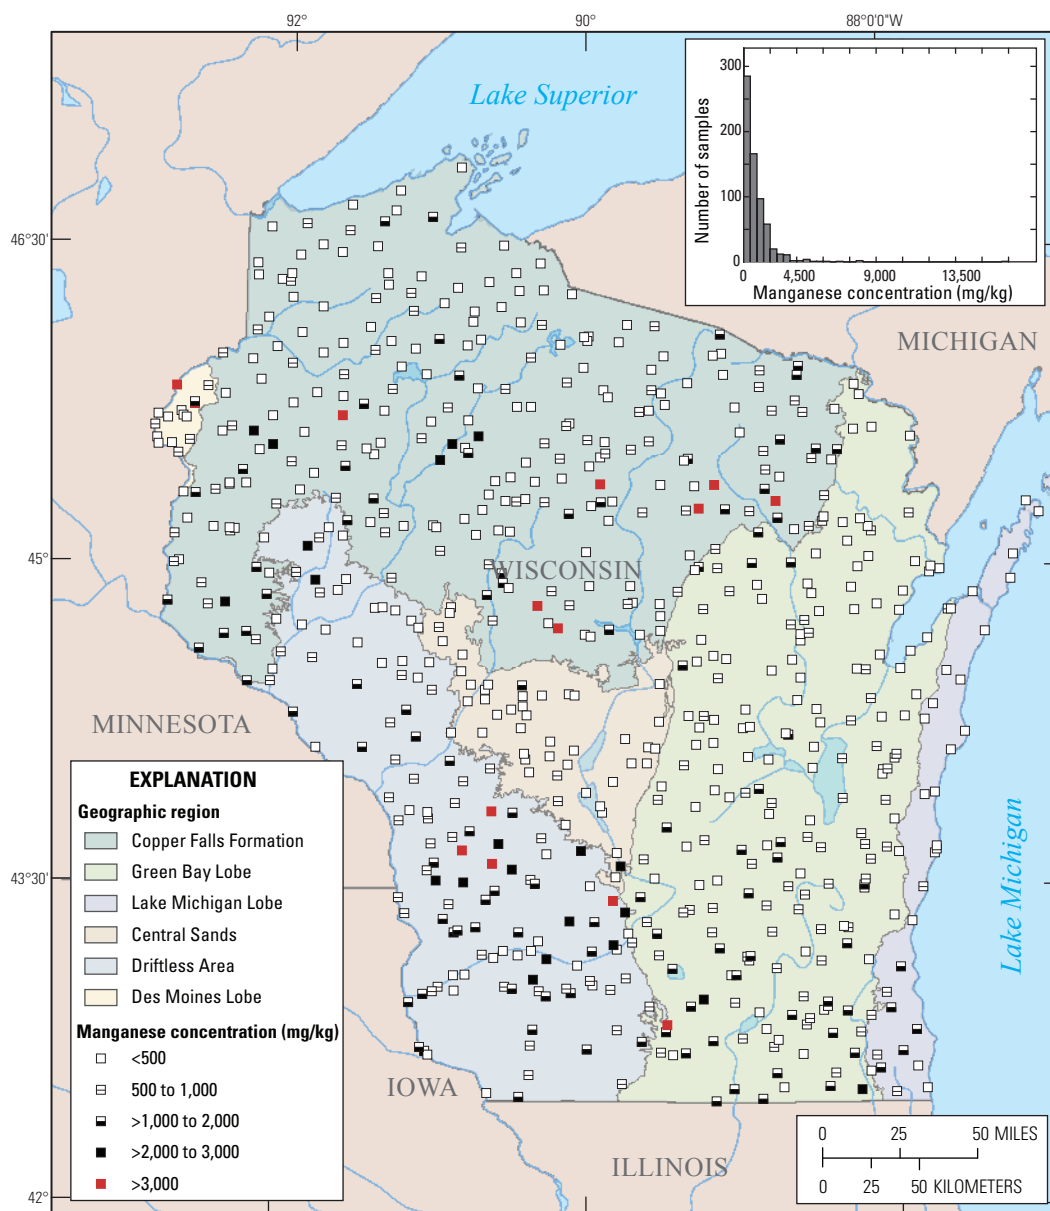 92°
90°
88°0'0"W
46°30'
45°
43°30'
42°
Lake Superior
300
200
100
0
Number of samples
0
4,500
9,000
13,500
Manganese concentration (mg/kg)
MICHIGAN
WISCONSIN
MINNESOTA
Lake Michigan
IOWA
ILLINOIS
EXPLANATION
Geographic region
Copper Falls Formation
Green Bay Lobe
Lake Michigan Lobe
Central Sands
Driftless Area
Des Moines Lobe
Manganese concentration (mg/kg)
<500
500 to 1,000
>1,000 to 2,000
>2,000 to 3,000
>3,000
0 25 50 MILES
0 25 50 KILOMETERS